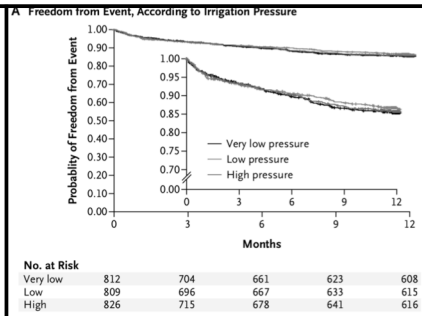 A Freedom from Event, According to Irrigation Pressure
Probablity of Freedom from Event
1.00
0.90
0.80
0.70
0.60
0.50
0.40
0.30
0.20
0.10
0.00
1.00
0.95
0.90
0.85
0.80
0.75
0.70
0.00
0 3 6 9 12
Very low pressure
Low pressure
High pressure
0 3 6 9 12
Months
No. at Risk
Very low 812 704 661 623 608
Low 809 696 667 633 615
High 826 715 678 641 616